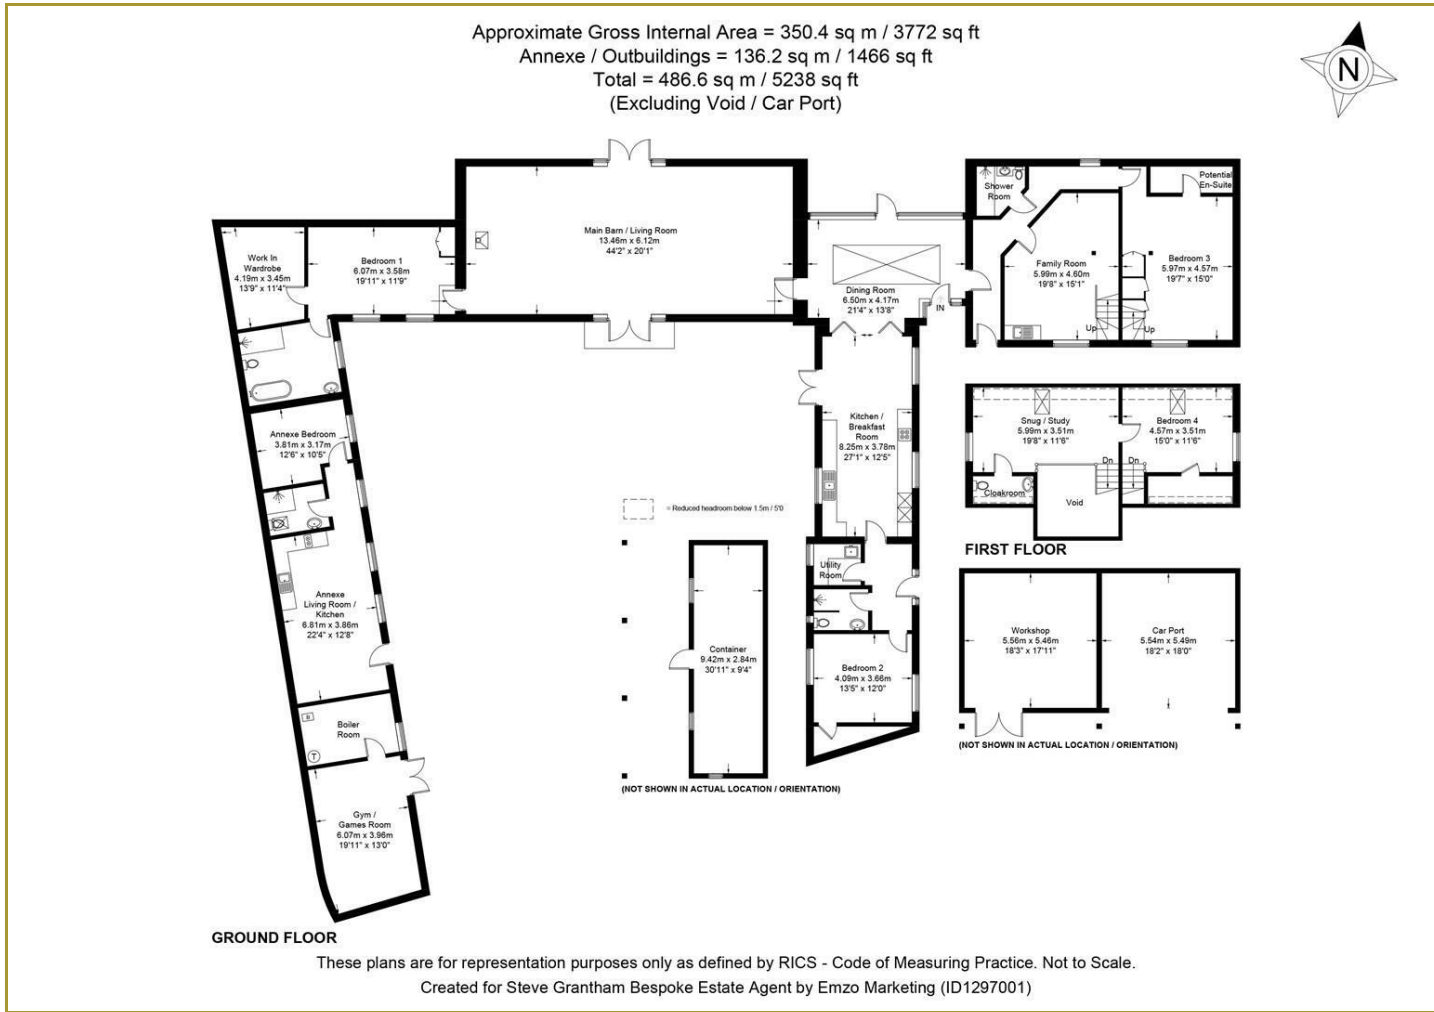 Approximate Gross Internal Area = 350.4 sq m / 3772 sq ft
Annexe / Outbuildings = 136.2 sq m / 1466 sq ft
Total = 486.6 sq m / 5238 sq ft
(Excluding Void / Car Port)
N
Main Barn / Living Room
13.46m x 6.12m
44'2" x 20'1"
Work In
Wardrobe
4.19m x 3.45m
13'9" x 11'4"
Bedroom 1
6.07m x 3.58m
19'11" x 11'9"
Dining Room
6.50m x 4.17m
21'4" x 13'8"
IN
Shower
Room
Family Room
5.99m x 4.60m
19'8" x 15'1"
Up
Potential
En-Suite
Bedroom 3
5.97m x 4.57m
19'7" x 15'0"
Up
Annexe Bedroom
3.81m x 3.17m
12'6" x 10'5"
Kitchen /
Breakfast
Room
8.25m x 3.78m
27'1" x 12'5"
Snug / Study
5.99m x 3.51m
19'8" x 11'6"
Dn
Bedroom 4
4.57m x 3.51m
15'0" x 11'6"
Dn
Cloakroom
Void
FIRST FLOOR
= Reduced headroom below 1.5m / 5'0
Utility
Room
Annexe
Living Room /
Kitchen
6.81m x 3.86m
22'4" x 12'8"
Container
9.42m x 2.84m
30'11" x 9'4"
Bedroom 2
4.09m x 3.66m
13'5" x 12'0"
Workshop
5.56m x 5.46m
18'3" x 17'11"
Car Port
5.54m x 5.49m
18'2" x 18'0"
(NOT SHOWN IN ACTUAL LOCATION / ORIENTATION)
Boiler
Room
T
(NOT SHOWN IN ACTUAL LOCATION / ORIENTATION)
Gym /
Games Room
6.07m x 3.96m
19'11" x 13'0"
GROUND FLOOR
These plans are for representation purposes only as defined by RICS - Code of Measuring Practice. Not to Scale.
Created for Steve Grantham Bespoke Estate Agent by Emzo Marketing (ID1297001)